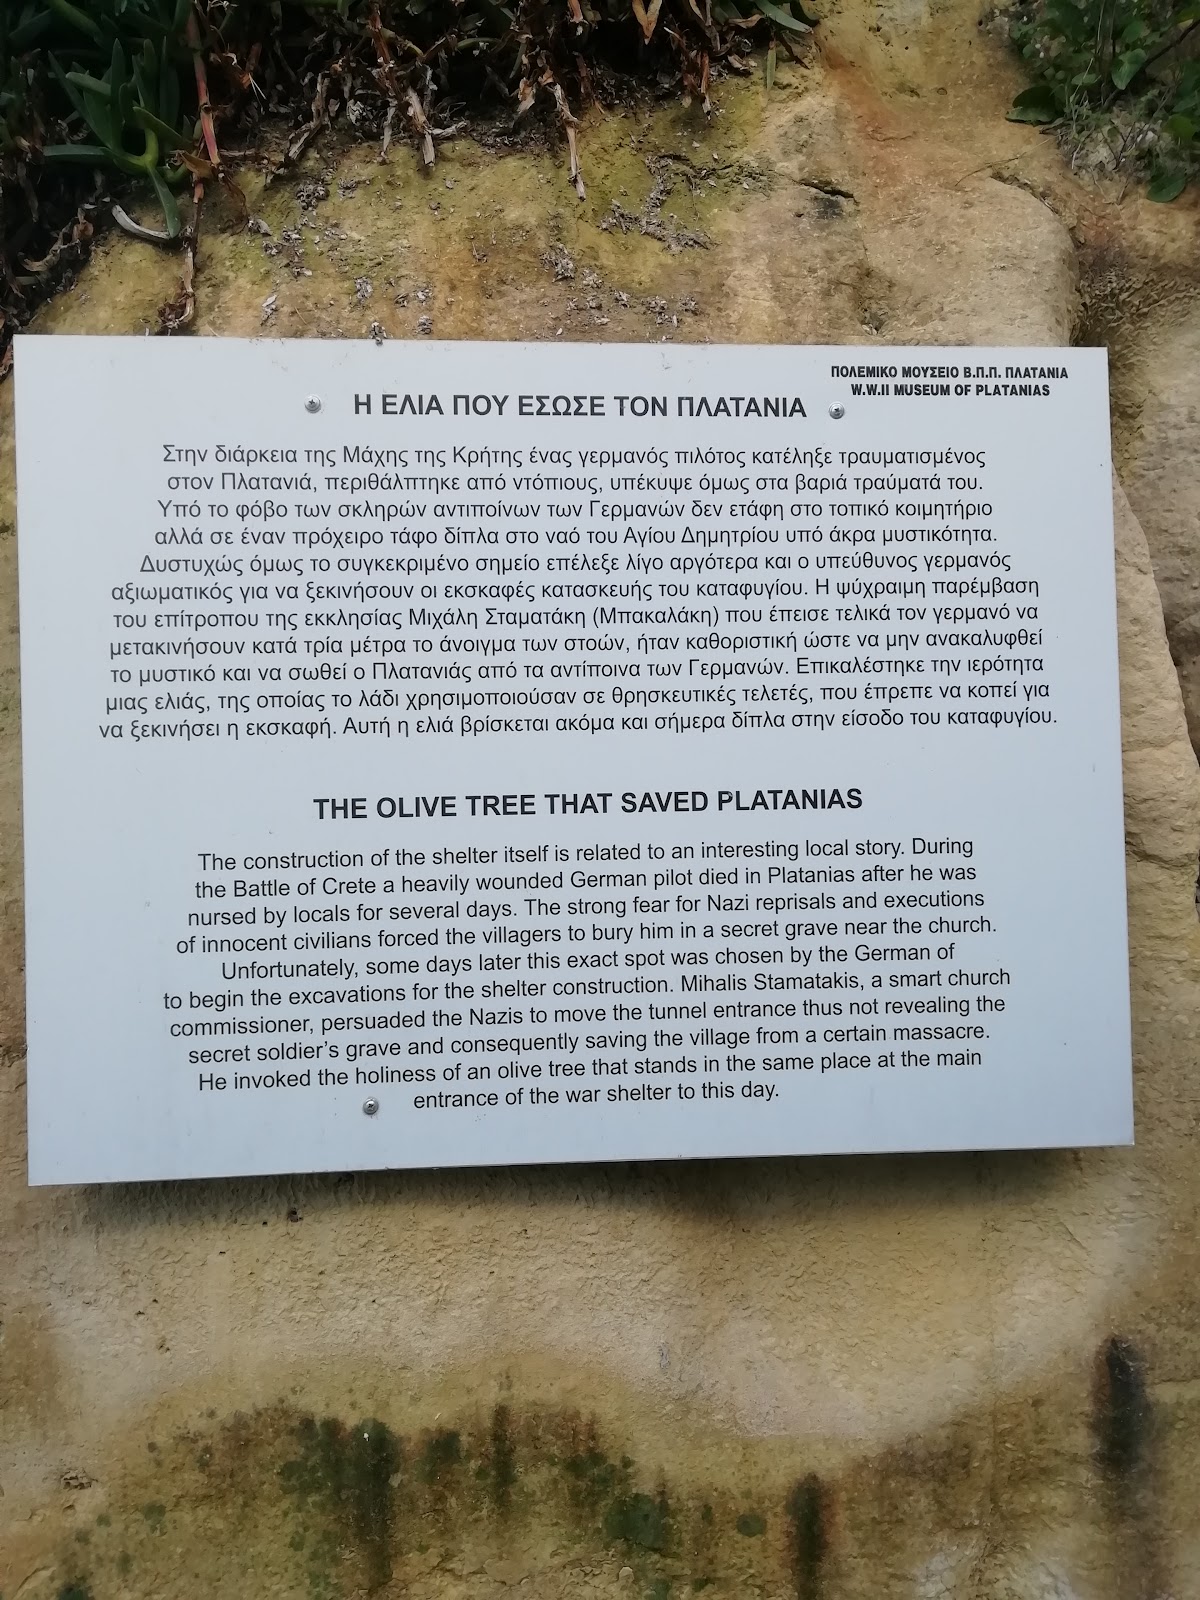 ΠΟΛΕΜΙΚΟ ΜΟΥΣΕΙΟ Β.Π.Π. ΠΛΑΤΑΝΙΑ
W.W.II MUSEUM OF PLATANIAS
Η ΕΛΙΑ ΠΟΥ ΕΣΩΣΕ ΤΟΝ ΠΛΑΤΑΝΙΑ
Στην διάρκεια της Μάχης της Κρήτης ένας γερμανός πιλότος κατέληξε τραυματισμένος
στον Πλατανιά, περιθάλπτηκε από ντόπιους, υπέκυψε όμως στα βαριά τραύματά του.
Υπό το φόβο των σκληρών αντιποίνων των Γερμανών δεν ετάφη στο τοπικό κοιμητήριο
αλλά σε έναν πρόχειρο τάφο δίπλα στο ναό του Αγίου Δημητρίου υπό άκρα μυστικότητα.
Δυστυχώς όμως το συγκεκριμένο σημείο επέλεξε λίγο αργότερα και ο υπεύθυνος γερμανός
αξιωματικός για να ξεκινήσουν οι εκσκαφές κατασκευής του καταφυγίου. Η ψύχραιμη παρέμβαση
του επίτροπου της εκκλησίας Μιχάλη Σταματάκη (Μπακαλάκη) που έπεισε τελικά τον γερμανό να
μετακινήσουν κατά τρία μέτρα το άνοιγμα των στοών, ήταν καθοριστική ώστε να μην ανακαλυφθεί
το μυστικό και να σωθεί ο Πλατανιάς από τα αντίποινα των Γερμανών. Επικαλέστηκε την ιερότητα
μιας ελιάς, της οποίας το λάδι χρησιμοποιούσαν σε θρησκευτικές τελετές, που έπρεπε να κοπεί για
να ξεκινήσει η εκσκαφή. Αυτή η ελιά βρίσκεται ακόμα και σήμερα δίπλα στην είσοδο του καταφυγίου.
THE OLIVE TREE THAT SAVED PLATANIAS
The construction of the shelter itself is related to an interesting local story. During
the Battle of Crete a heavily wounded German pilot died in Platanias after he was
nursed by locals for several days. The strong fear for Nazi reprisals and executions
of innocent civilians forced the villagers to bury him in a secret grave near the church.
Unfortunately, some days later this exact spot was chosen by the German of
to begin the excavations for the shelter construction. Mihalis Stamatakis, a smart church
commissioner, persuaded the Nazis to move the tunnel entrance thus not revealing the
secret soldier's grave and consequently saving the village from a certain massacre.
He invoked the holiness of an olive tree that stands in the same place at the main
entrance of the war shelter to this day.